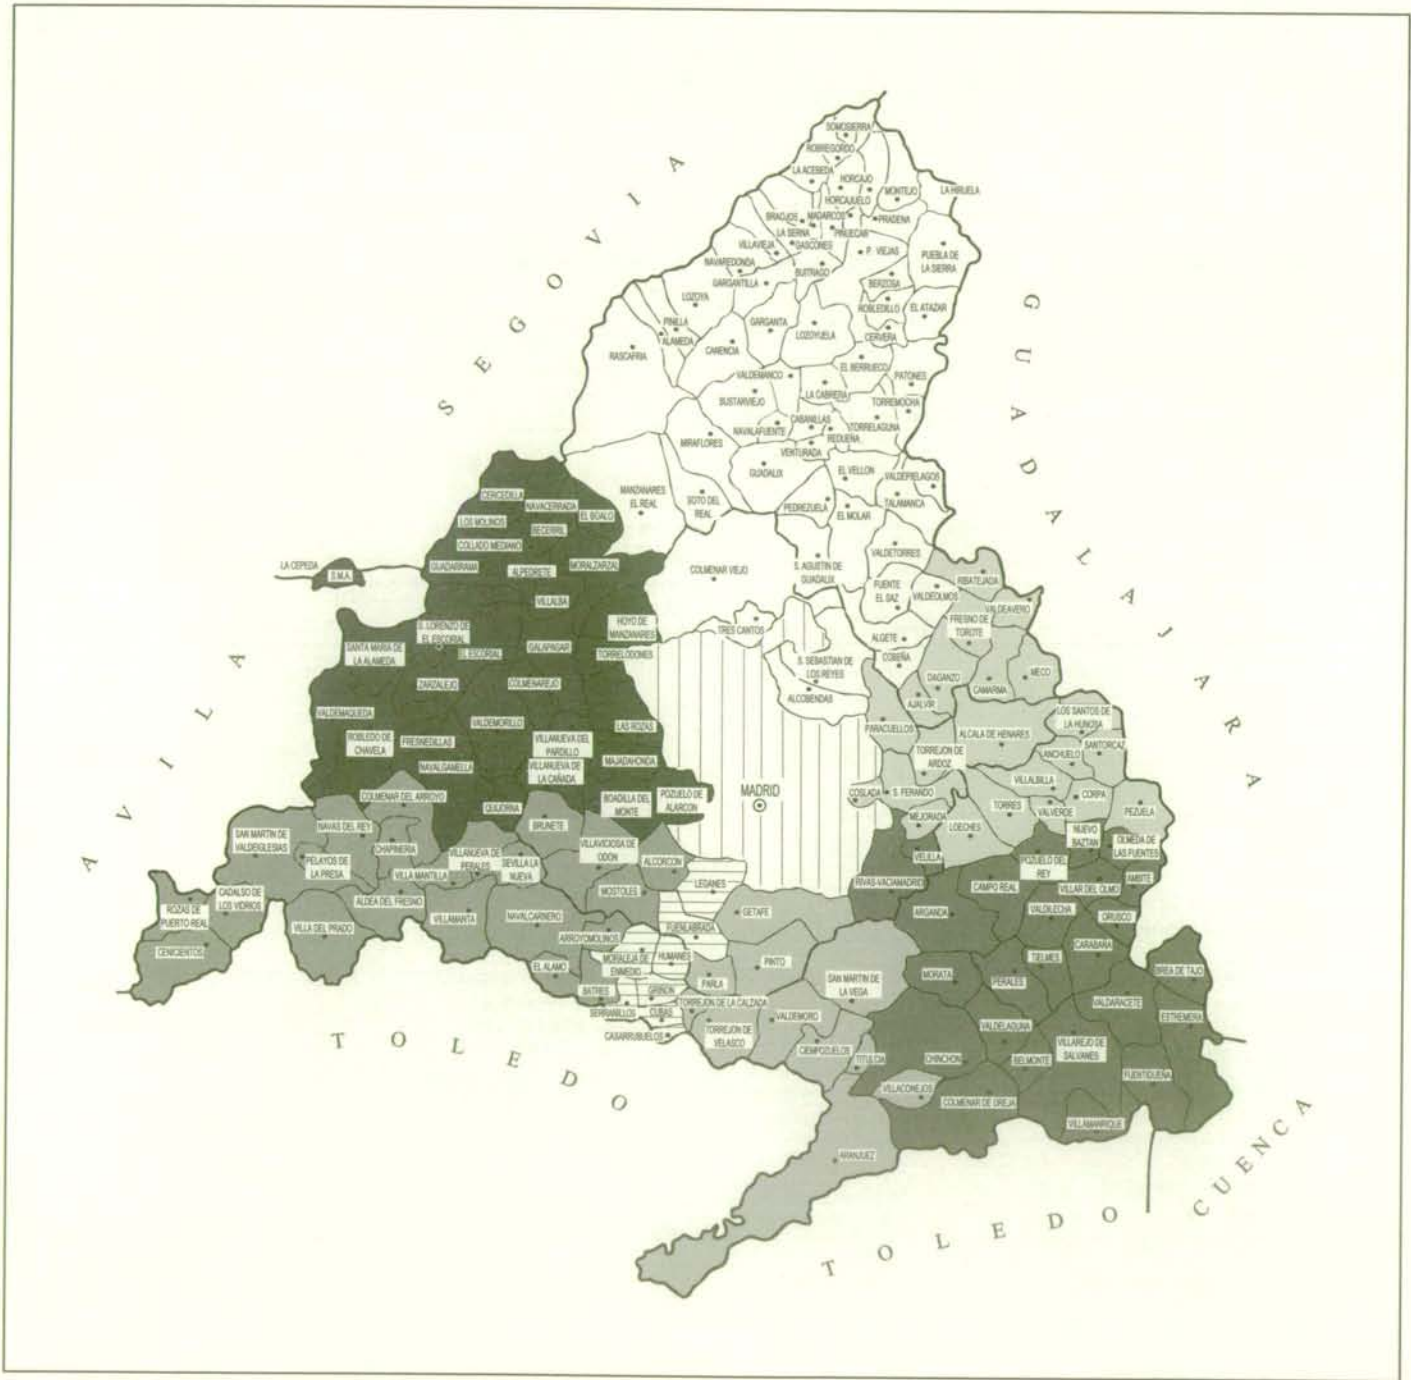 SOMOSIERRA
ROBREGORDO
LA ACEBEDA
HORCAJO
MONTEJO
LA HIRUELA
HORCAJUELO
BRAOJOS
MADARCOS
PRADENA
LA SERNA
PIÑUECAR
VILLAVIEJA
GASCONES
P. VIEJAS
PUEBLA DE
LA SIERRA
NAVAREDONDA
BUITRAGO
GARGANTILLA
BERZOSA
LOZOYA
ROBLEDILLO
EL ATAZAR
PINILLA
GARGANTA
LOZOYUELA
ALAMEDA
CERVERA
RASCAFRIA
CANENCIA
EL BERRUECO
VALDEMANCO
PATONES
LA CABRERA
BUSTARVIEJO
TORREMOCHA
CABANILLAS
NAVALAFUENTE
TORRELAGUNA
MIRAFLORES
REDUEÑA
VENTURADA
GUADALIX
EL VELLON
VALDEPIELAGOS
MANZANARES
EL REAL
SOTO DEL
REAL
PEDREZUELA
TALAMANCA
EL MOLAR
COLMENAR VIEJO
S. AGUSTIN DE
GUADALIX
VALDETORRES
FUENTE
EL SAZ
VALDEOLMOS
RIBATEJADA
VALDEAVERO
FRESNO DE
TOROTE
TRES CANTOS
ALGETE
COBEÑA
S. SEBASTIAN DE
LOS REYES
ALCOBENDAS
DAGANZO
AJALVIR
CAMARMA
MECO
PARACUELLOS
LOS SANTOS DE
LA HUMOSA
ALCALA DE HENARES
TORREJON DE
ARDOZ
ANCHUELO
SANTORCAZ
VILLALBILLA
CORPA
COSLADA
S. FERANDO
TORRES
VALVERDE
PEZUELA
MEJORADA
LOECHES
NUEVO
BAZTAN
OLMEDA DE
LAS FUENTES
CERCEDILLA
NAVACERRADA
EL BOALO
LOS MOLINOS
BECERRIL
COLLADO MEDIANO
GUADARRAMA
ALPEDRETE
MORALZARZAL
LA CEPEDA
S.M.A.
VILLALBA
S. LORENZO DE
EL ESCORIAL
HOYO DE
MANZANARES
SANTA MARIA DE
LA ALAMEDA
EL ESCORIAL
GALAPAGAR
TORRELODONES
ZARZALEJO
COLMENAREJO
VALDEMAQUEDA
VALDEMORILLO
LAS ROZAS
ROBLEDO DE
CHAVELA
FRESNEDILLAS
VILLANUEVA DEL
PARDILLO
NAVALGAMELLA
VILLANUEVA DE
LA CAÑADA
MAJADAHONDA
MADRID
COLMENAR DEL ARROYO
QUIJORNA
BOADILLA DEL
MONTE
POZUELO DE
ALARCON
NAVAS DEL REY
BRUNETE
SAN MARTIN DE
VALDEIGLESIAS
CHAPINERIA
VILLAVICIOSA DE
ODON
PELAYOS DE
LA PRESA
VILLANUEVA DE
PERALES
SEVILLA LA
NUEVA
ALCORCON
VILLA MANTILLA
LEGANES
CADALSO DE
LOS VIDRIOS
MOSTOLES
ALDEA DEL FRESNO
ROZAS DE
PUERTO REAL
VILLAMANTA
NAVALCARNERO
GETAFE
VILLA DEL PRADO
FUENLABRADA
ARROYOMOLINOS
CENICIENTOS
MORALEJA DE
ENMEDIO
HUMANES
EL ALAMO
PINTO
PARLA
BATRES
GRIÑON
SERRANILLOS
CUBAS
TORREJON DE LA CALZADA
CASARRUBUELOS
TORREJON DE
VELASCO
VALDEMORO
SAN MARTIN DE
LA VEGA
CIEMPOZUELOS
TITULCIA
VELILLA
POZUELO DEL
REY
RIVAS-VACIAMADRID
CAMPO REAL
VILLAR DEL OLMO
AMBITE
ARGANDA
VALDILECHA
ORUSCO
CARABAÑA
TIELMES
MORATA
PERALES
BREA DE TAJO
VALDARACETE
ESTREMERA
VALDELAGUNA
VILLAREJO DE
SALVANES
CHINCHON
BELMONTE
FUENTIDUEÑA
VILLACONEJOS
COLMENAR DE OREJA
VILLAMANRIQUE
ARANJUEZ
SEGOVIA
GUADALAJARA
AVILA
TOLEDO
TOLEDO
CUENCA